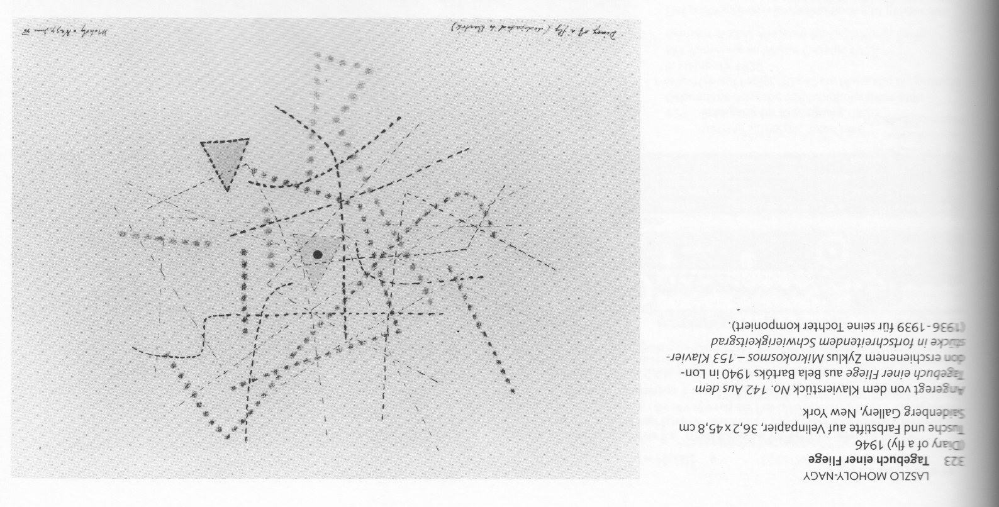 LASZLO MOHOLY-NAGY
323 Tagebuch einer Fliege
(Diary of a fly) 1946
Tusche und Farbstifte auf Velinpapier, 36,2 x 45,8 cm
Saidenberg Gallery, New York
Angeregt von dem Klavierstück No. 142 Aus dem
Tagebuch einer Fliege aus Bela Bartóks 1940 in Lon-
don erschienenem Zyklus Mikrokosmos – 153 Klavier-
stücke in fortschreitendem Schwierigkeitsgrad
(1936-1939 für seine Tochter komponiert).
Diary of a fly (dedicated to Bartók)
Moholy = Nagy, 46